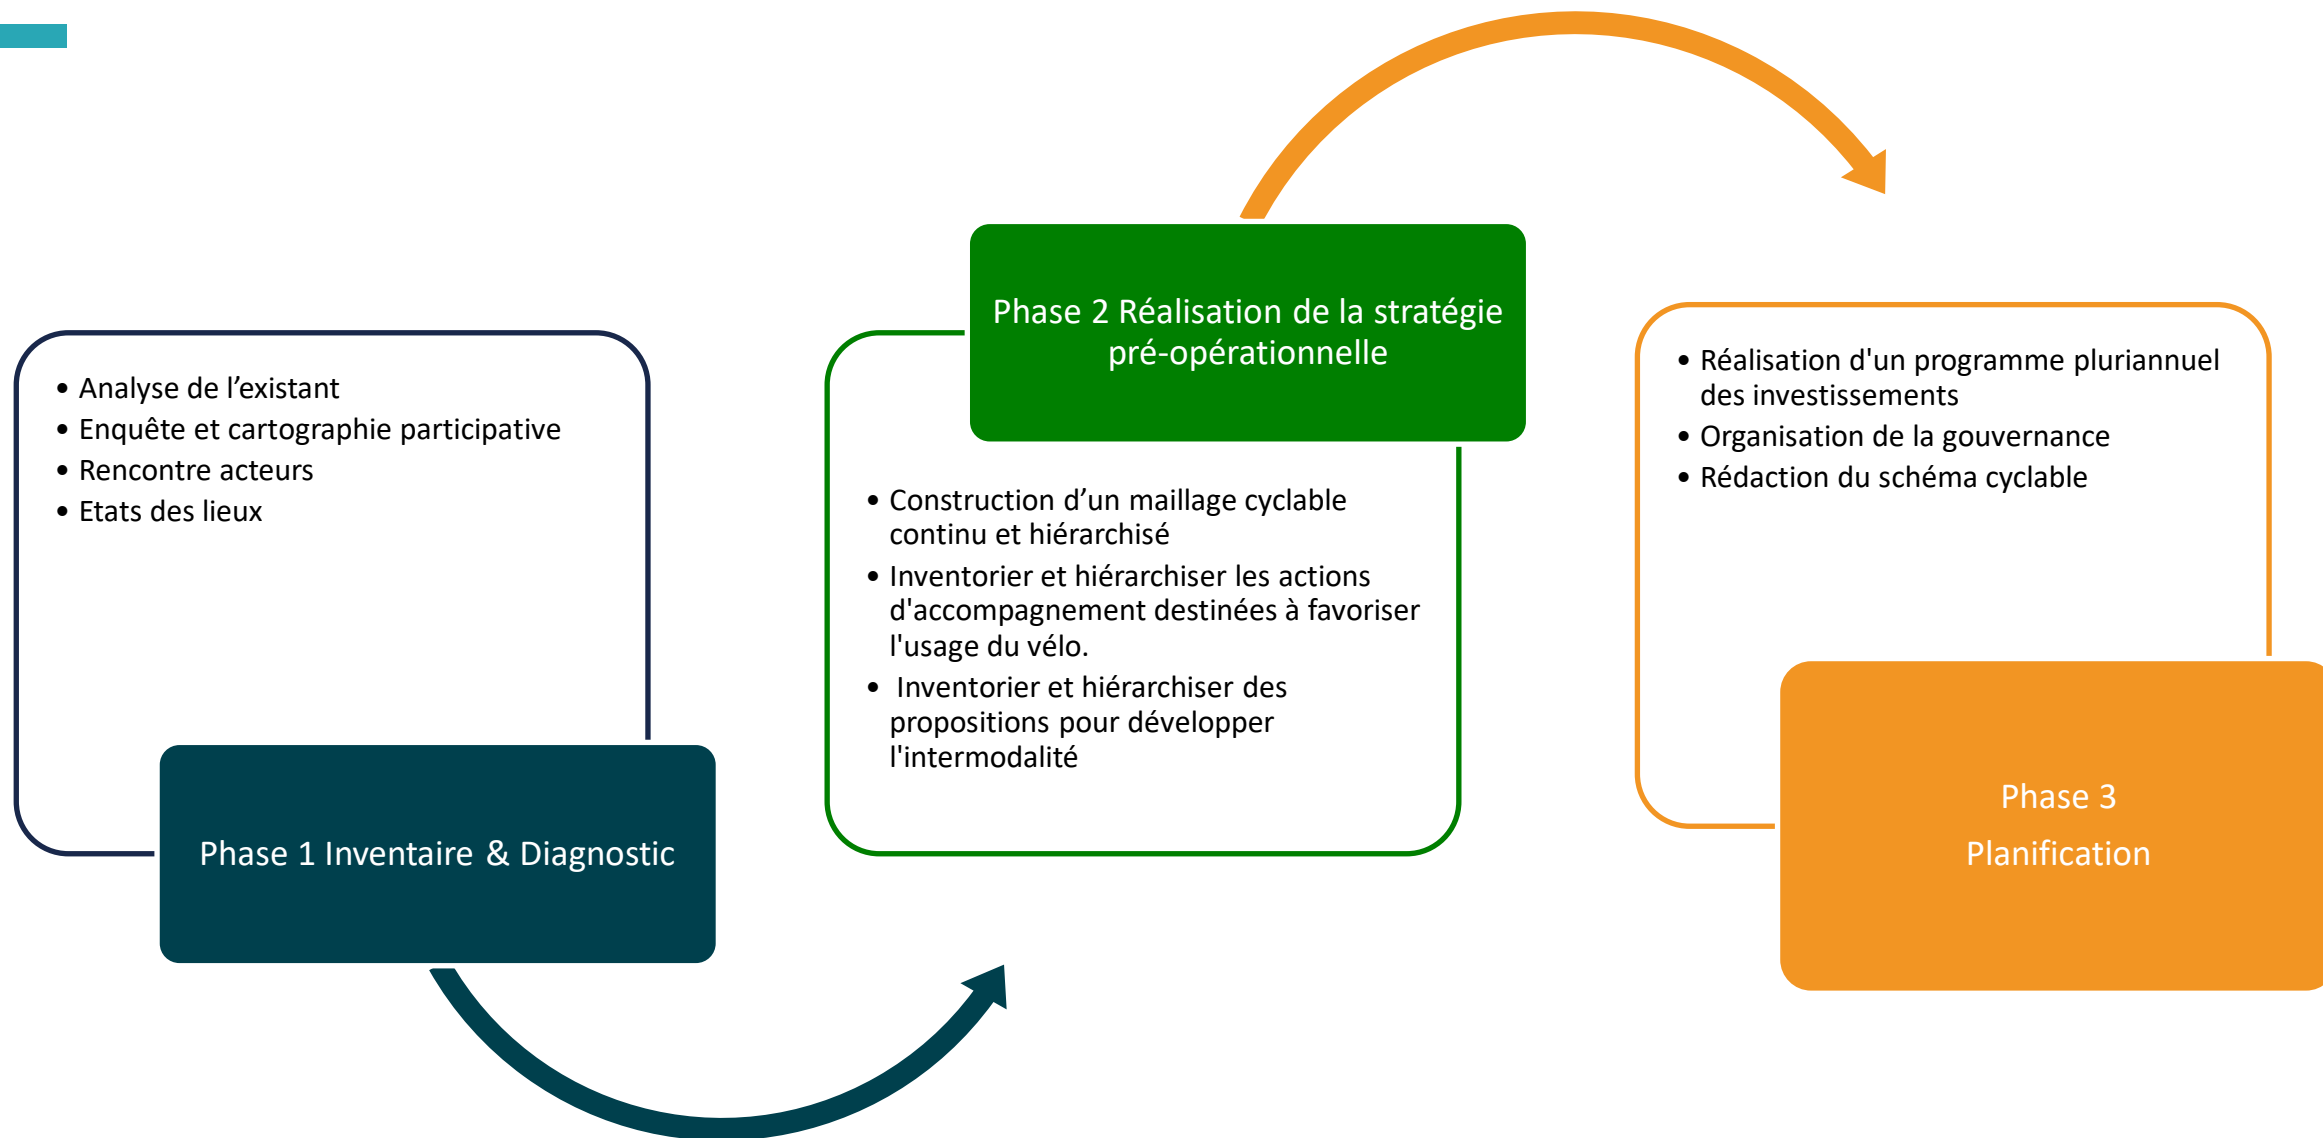 • Analyse de l’existant
• Enquête et cartographie participative
• Rencontre acteurs
• Etats des lieux
Phase 1 Inventaire & Diagnostic
Phase 2 Réalisation de la stratégie
pré-opérationnelle
• Construction d’un maillage cyclable
continu et hiérarchisé
• Inventorier et hiérarchiser les actions
d'accompagnement destinées à favoriser
l'usage du vélo.
• Inventorier et hiérarchiser des
propositions pour développer
l'intermodalité
• Réalisation d'un programme pluriannuel
des investissements
• Organisation de la gouvernance
• Rédaction du schéma cyclable
Phase 3
Planification